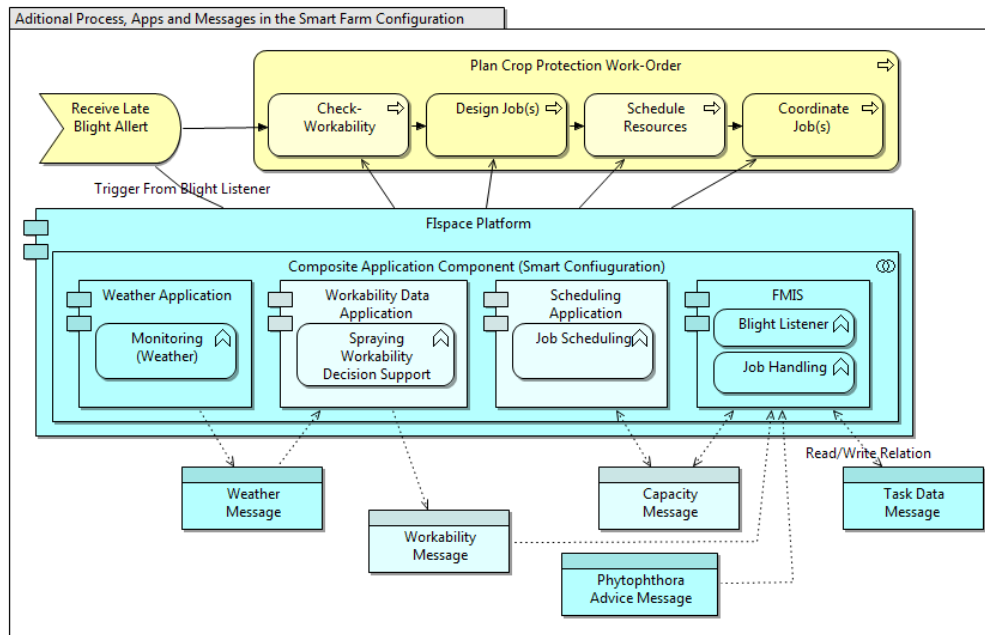 Aditional Process, Apps and Messages in the Smart Farm Configuration
Plan Crop Protection Work-Order
Receive Late
Blight Allert
Check-
Workability
Design Job(s)
Schedule
Resources
Coordinate
Job(s)
Trigger From Blight Listener
FIspace Platform
Composite Application Component (Smart Confiuguration)
Weather Application
Monitoring
(Weather)
Workability Data
Application
Spraying
Workability
Decision Support
Scheduling
Application
Job Scheduling
FMIS
Blight Listener
Job Handling
Read/Write Relation
Weather
Message
Workability
Message
Capacity
Message
Task Data
Message
Phytophthora
Advice Message